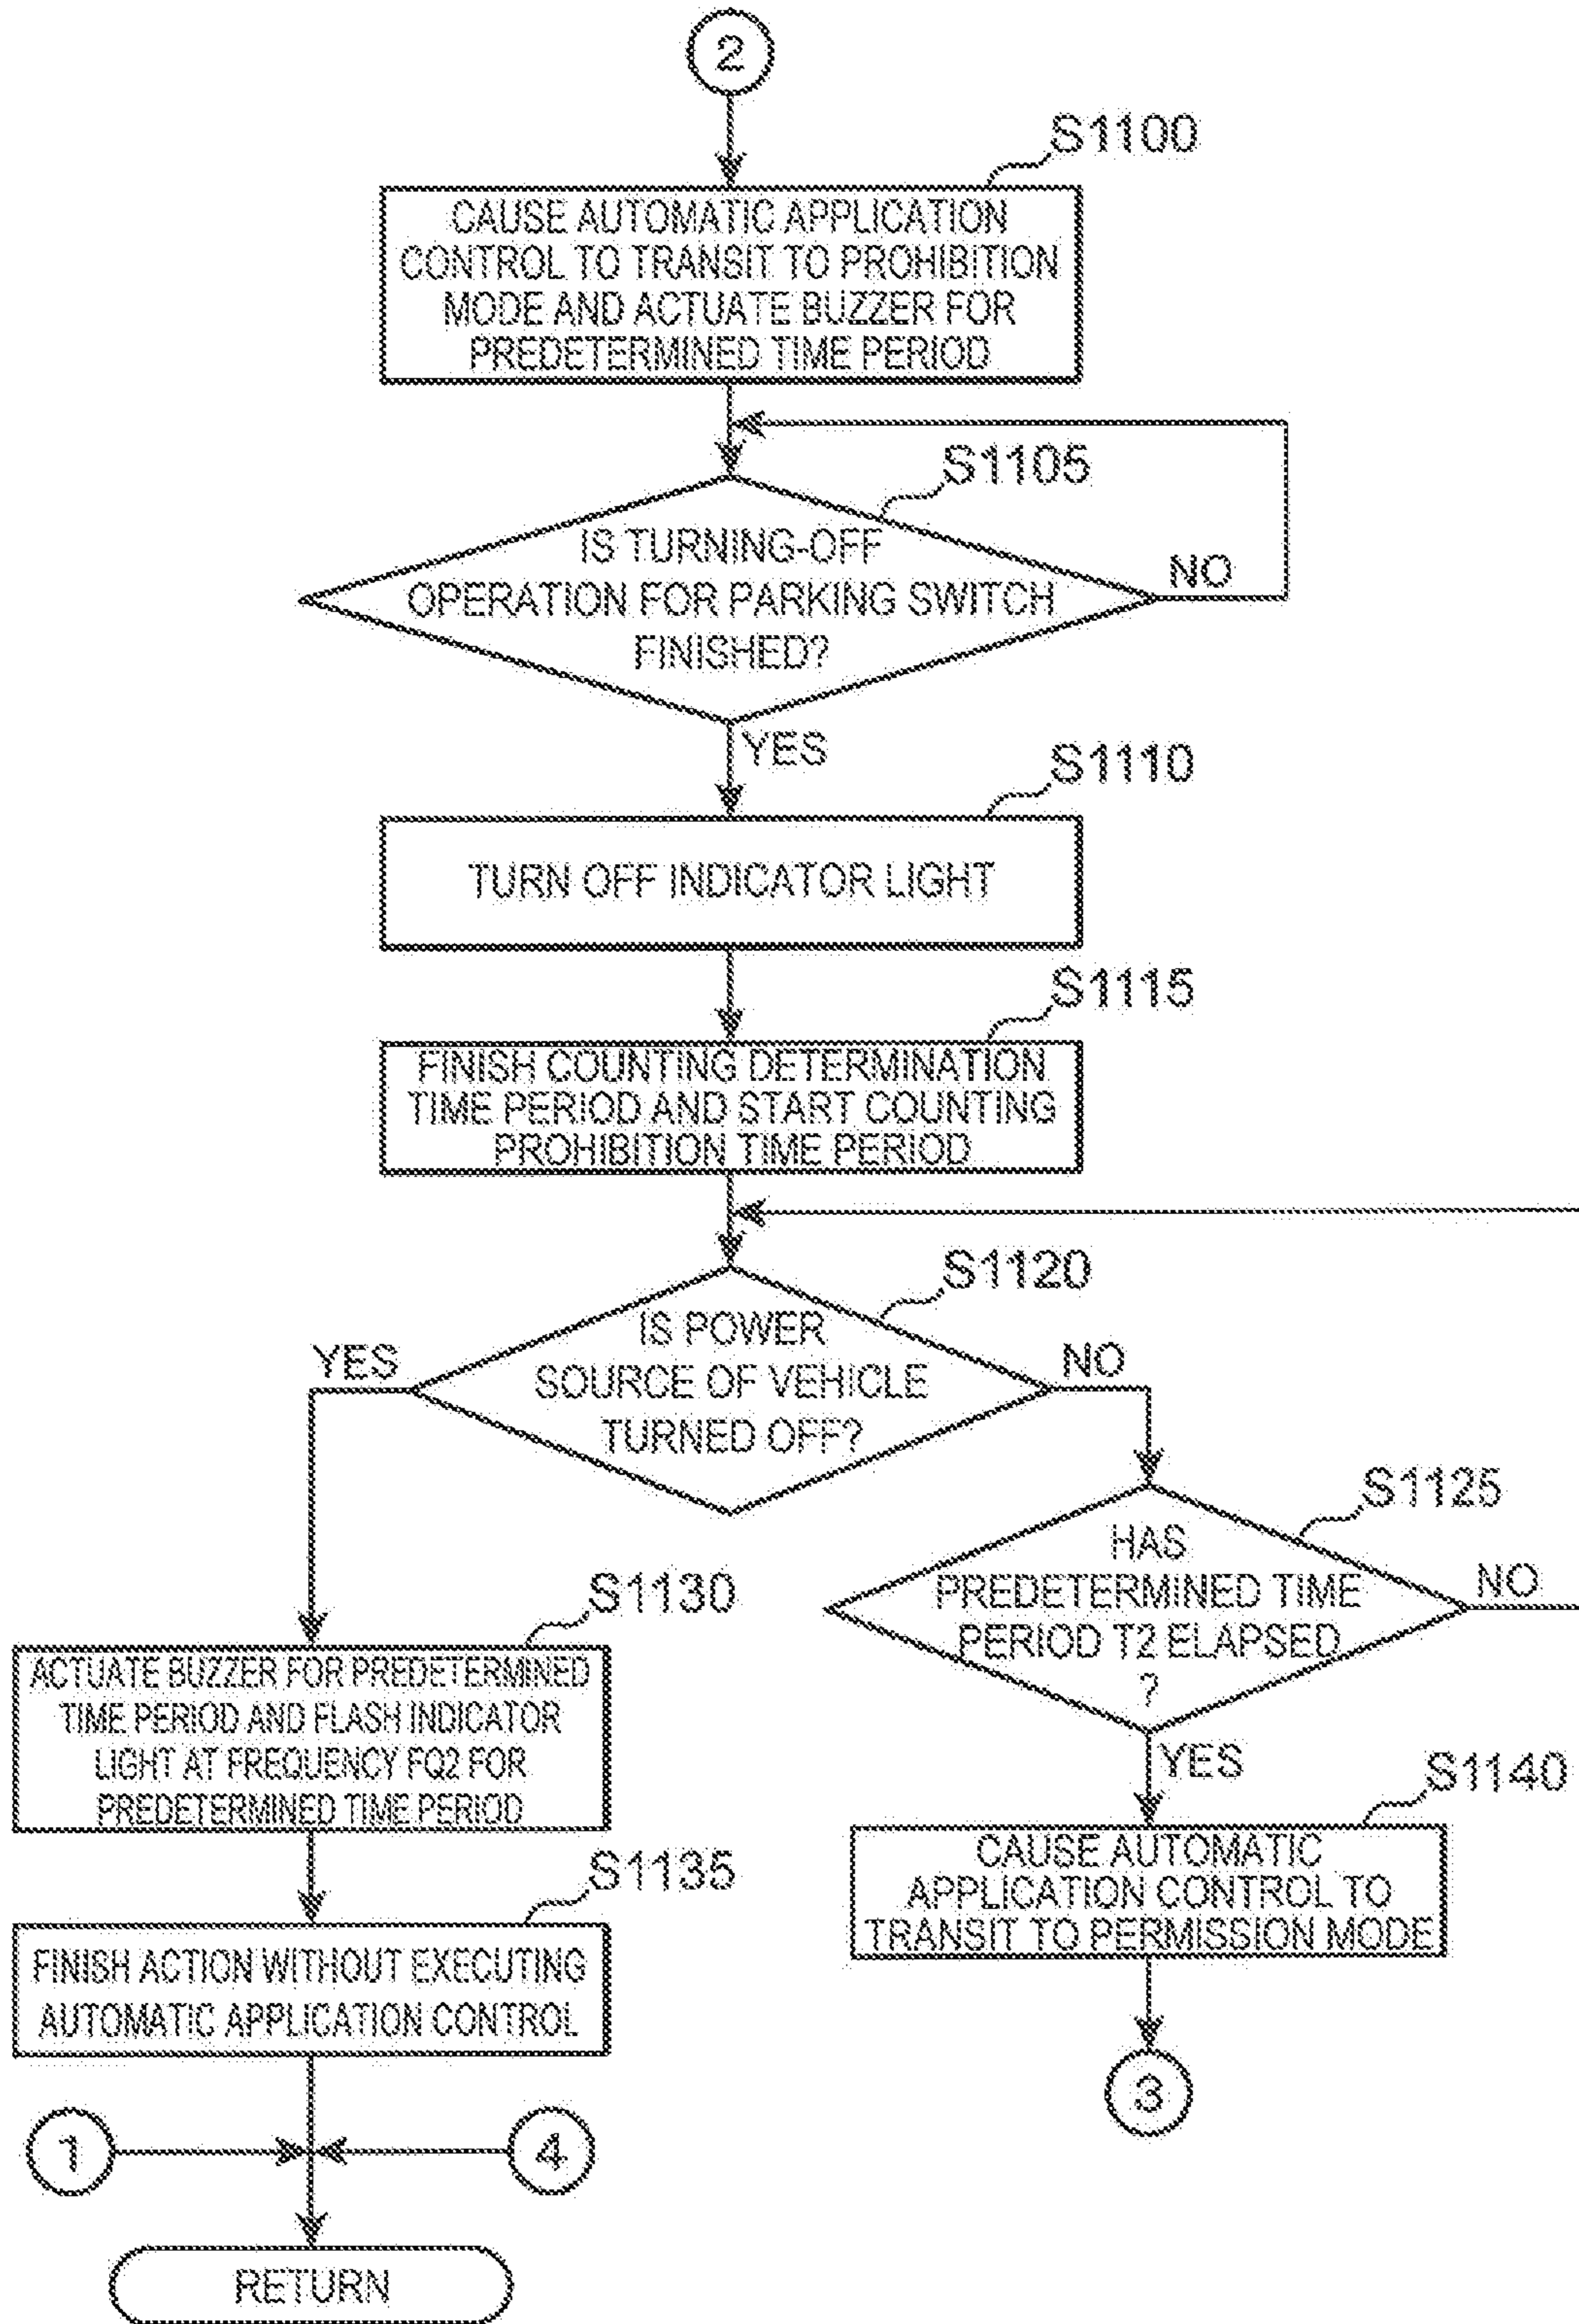 2
S1100
CAUSE AUTOMATIC APPLICATION
CONTROL TO TRANSIT TO PROHIBITION
MODE AND ACTUATE BUZZER FOR
PREDETERMINED TIME PERIOD
S1105
IS TURNING-OFF
OPERATION FOR PARKING SWITCH
FINISHED?
NO
YES
S1110
TURN OFF INDICATOR LIGHT
S1115
FINISH COUNTING DETERMINATION
TIME PERIOD AND START COUNTING
PROHIBITION TIME PERIOD
S1120
IS POWER
SOURCE OF VEHICLE
TURNED OFF?
YES
NO
S1125
HAS
PREDETERMINED TIME
PERIOD T2 ELAPSED
?
NO
YES
S1130
ACTUATE BUZZER FOR PREDETERMINED
TIME PERIOD AND FLASH INDICATOR
LIGHT AT FREQUENCY FQ2 FOR
PREDETERMINED TIME PERIOD
S1140
CAUSE AUTOMATIC
APPLICATION CONTROL TO
TRANSIT TO PERMISSION MODE
S1135
FINISH ACTION WITHOUT EXECUTING
AUTOMATIC APPLICATION CONTROL
3
1
4
RETURN